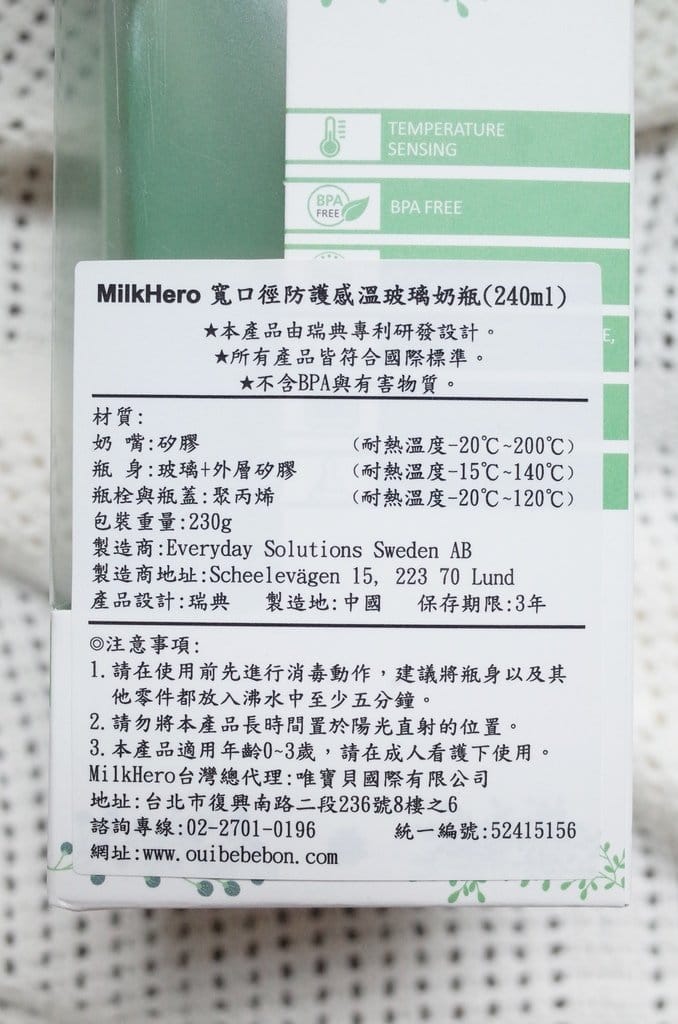 TEMPERATURE
SENSING
BPA
FREE
BPA FREE
E,
MilkHero 寬口徑防護感溫玻璃奶瓶(240ml)
★本產品由瑞典專利研發設計。
★所有產品皆符合國際標準。
★不含BPA與有害物質。
材質:
奶 嘴:矽膠 (耐熱溫度-20℃~200℃)
瓶 身:玻璃+外層矽膠 (耐熱溫度-15℃~140℃)
瓶栓與瓶蓋:聚丙烯 (耐熱溫度-20℃~120℃)
包裝重量:230g
製造商:Everyday Solutions Sweden AB
製造商地址:Scheelevägen 15, 223 70 Lund
產品設計:瑞典 製造地:中國 保存期限:3年
◎注意事項:
1.請在使用前先進行消毒動作，建議將瓶身以及其
他零件都放入沸水中至少五分鐘。
2.請勿將本產品長時間置於陽光直射的位置。
3.本產品適用年齡0~3歲，請在成人看護下使用。
MilkHero台灣總代理:唯寶貝國際有限公司
地址:台北市復興南路二段236號8樓之6
諮詢專線:02-2701-0196 統一編號:52415156
網址:www.ouibebebon.com